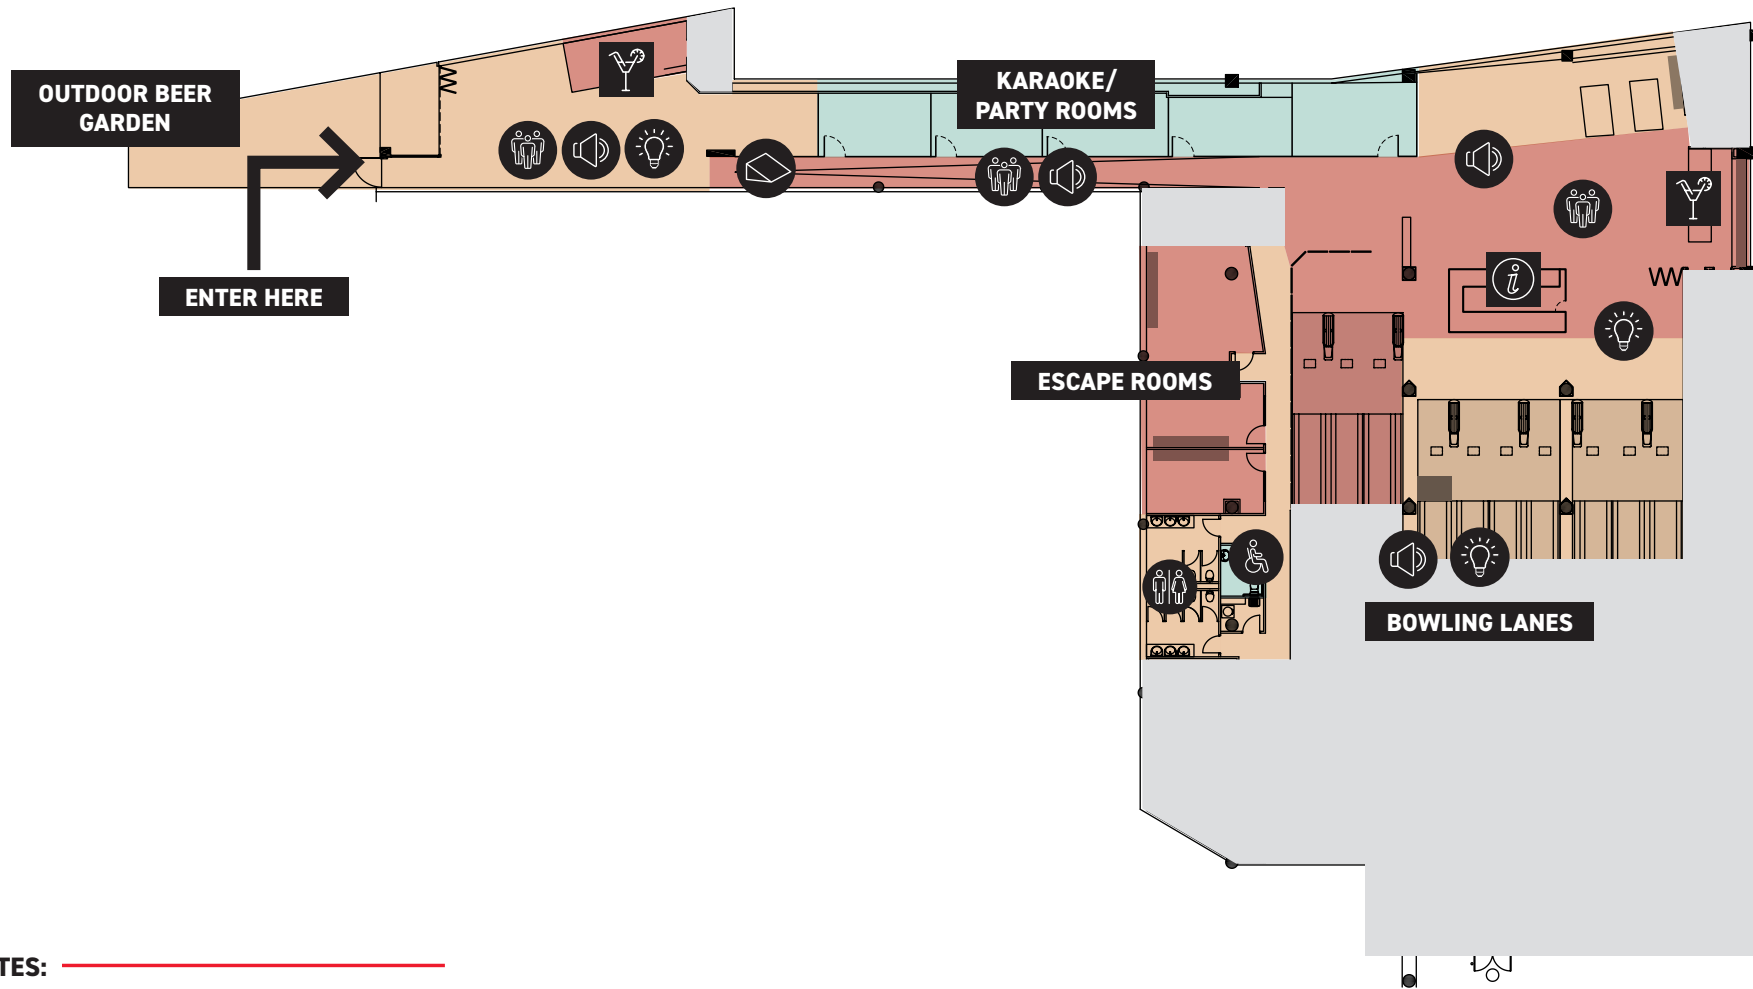 OUTDOOR BEER
GARDEN
KARAOKE/
PARTY ROOMS
ENTER HERE
ESCAPE ROOMS
BOWLING LANES
TES: